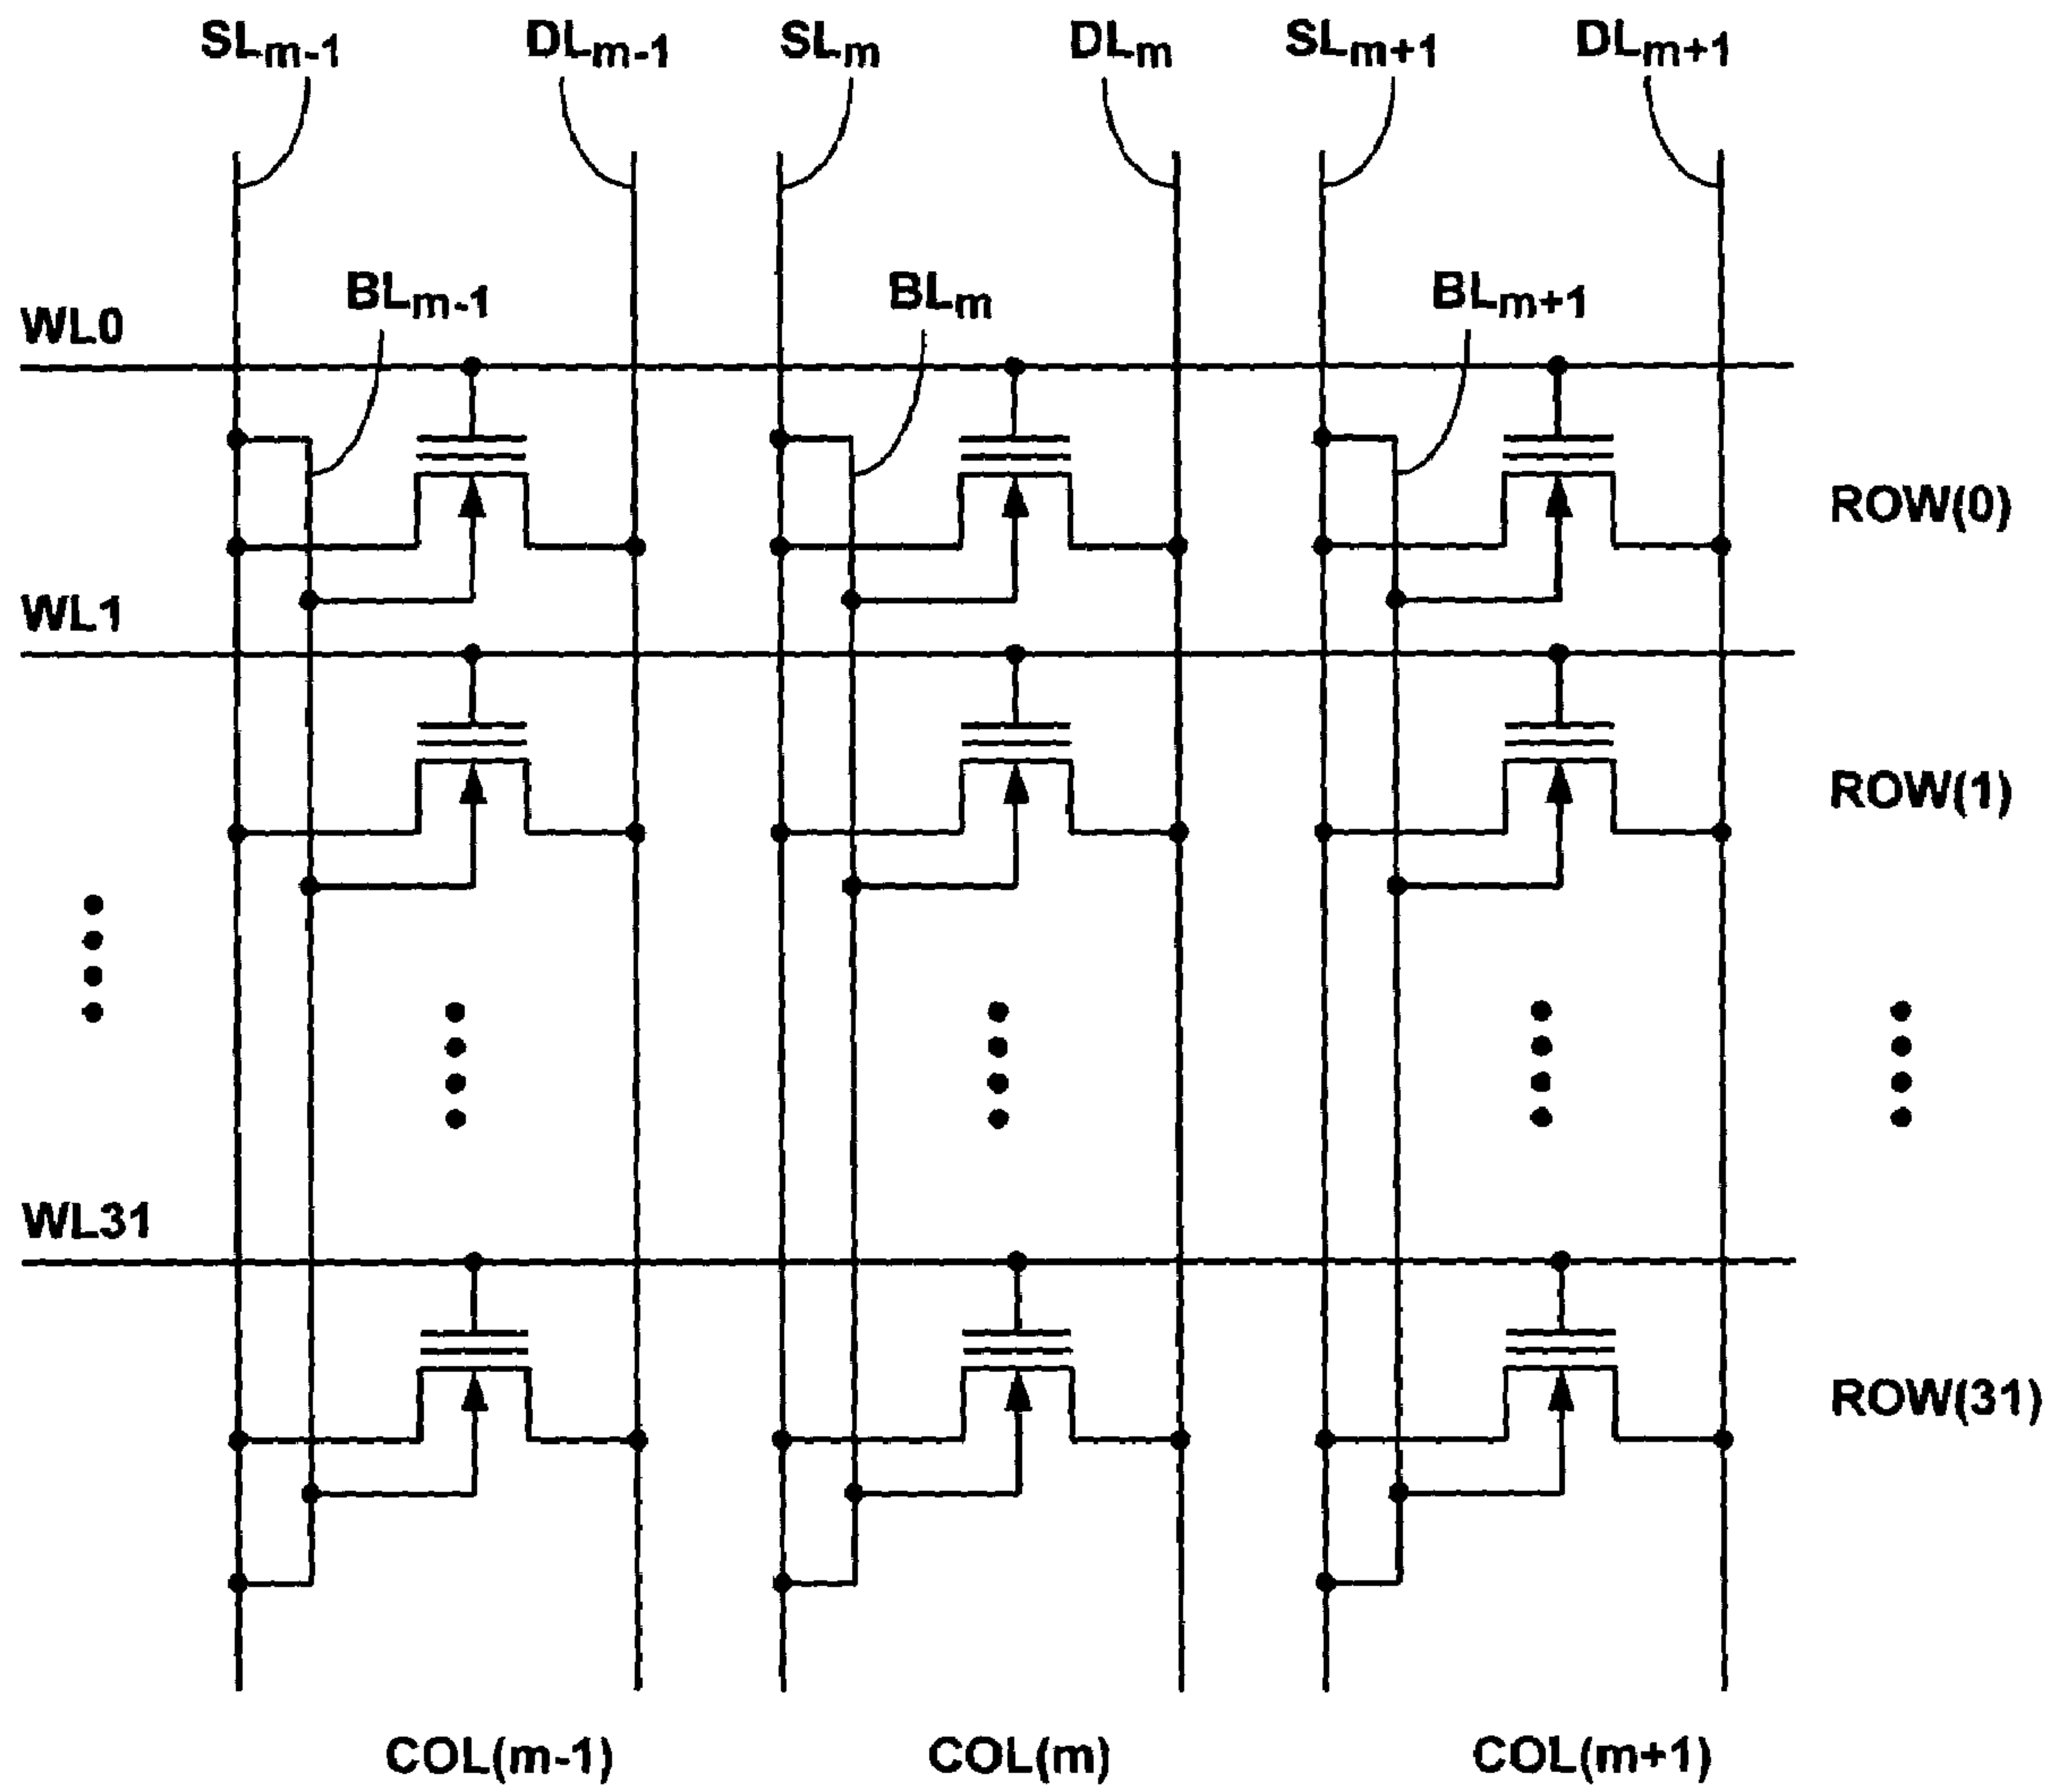 SLm-1 DLm-1 SLm DLm SLm+1 DLm+1
BLm-1 BLm BLm+1
WL0
ROW(0)
WL1
ROW(1)
WL31
ROW(31)
COL(m-1) COL(m) COL(m+1)